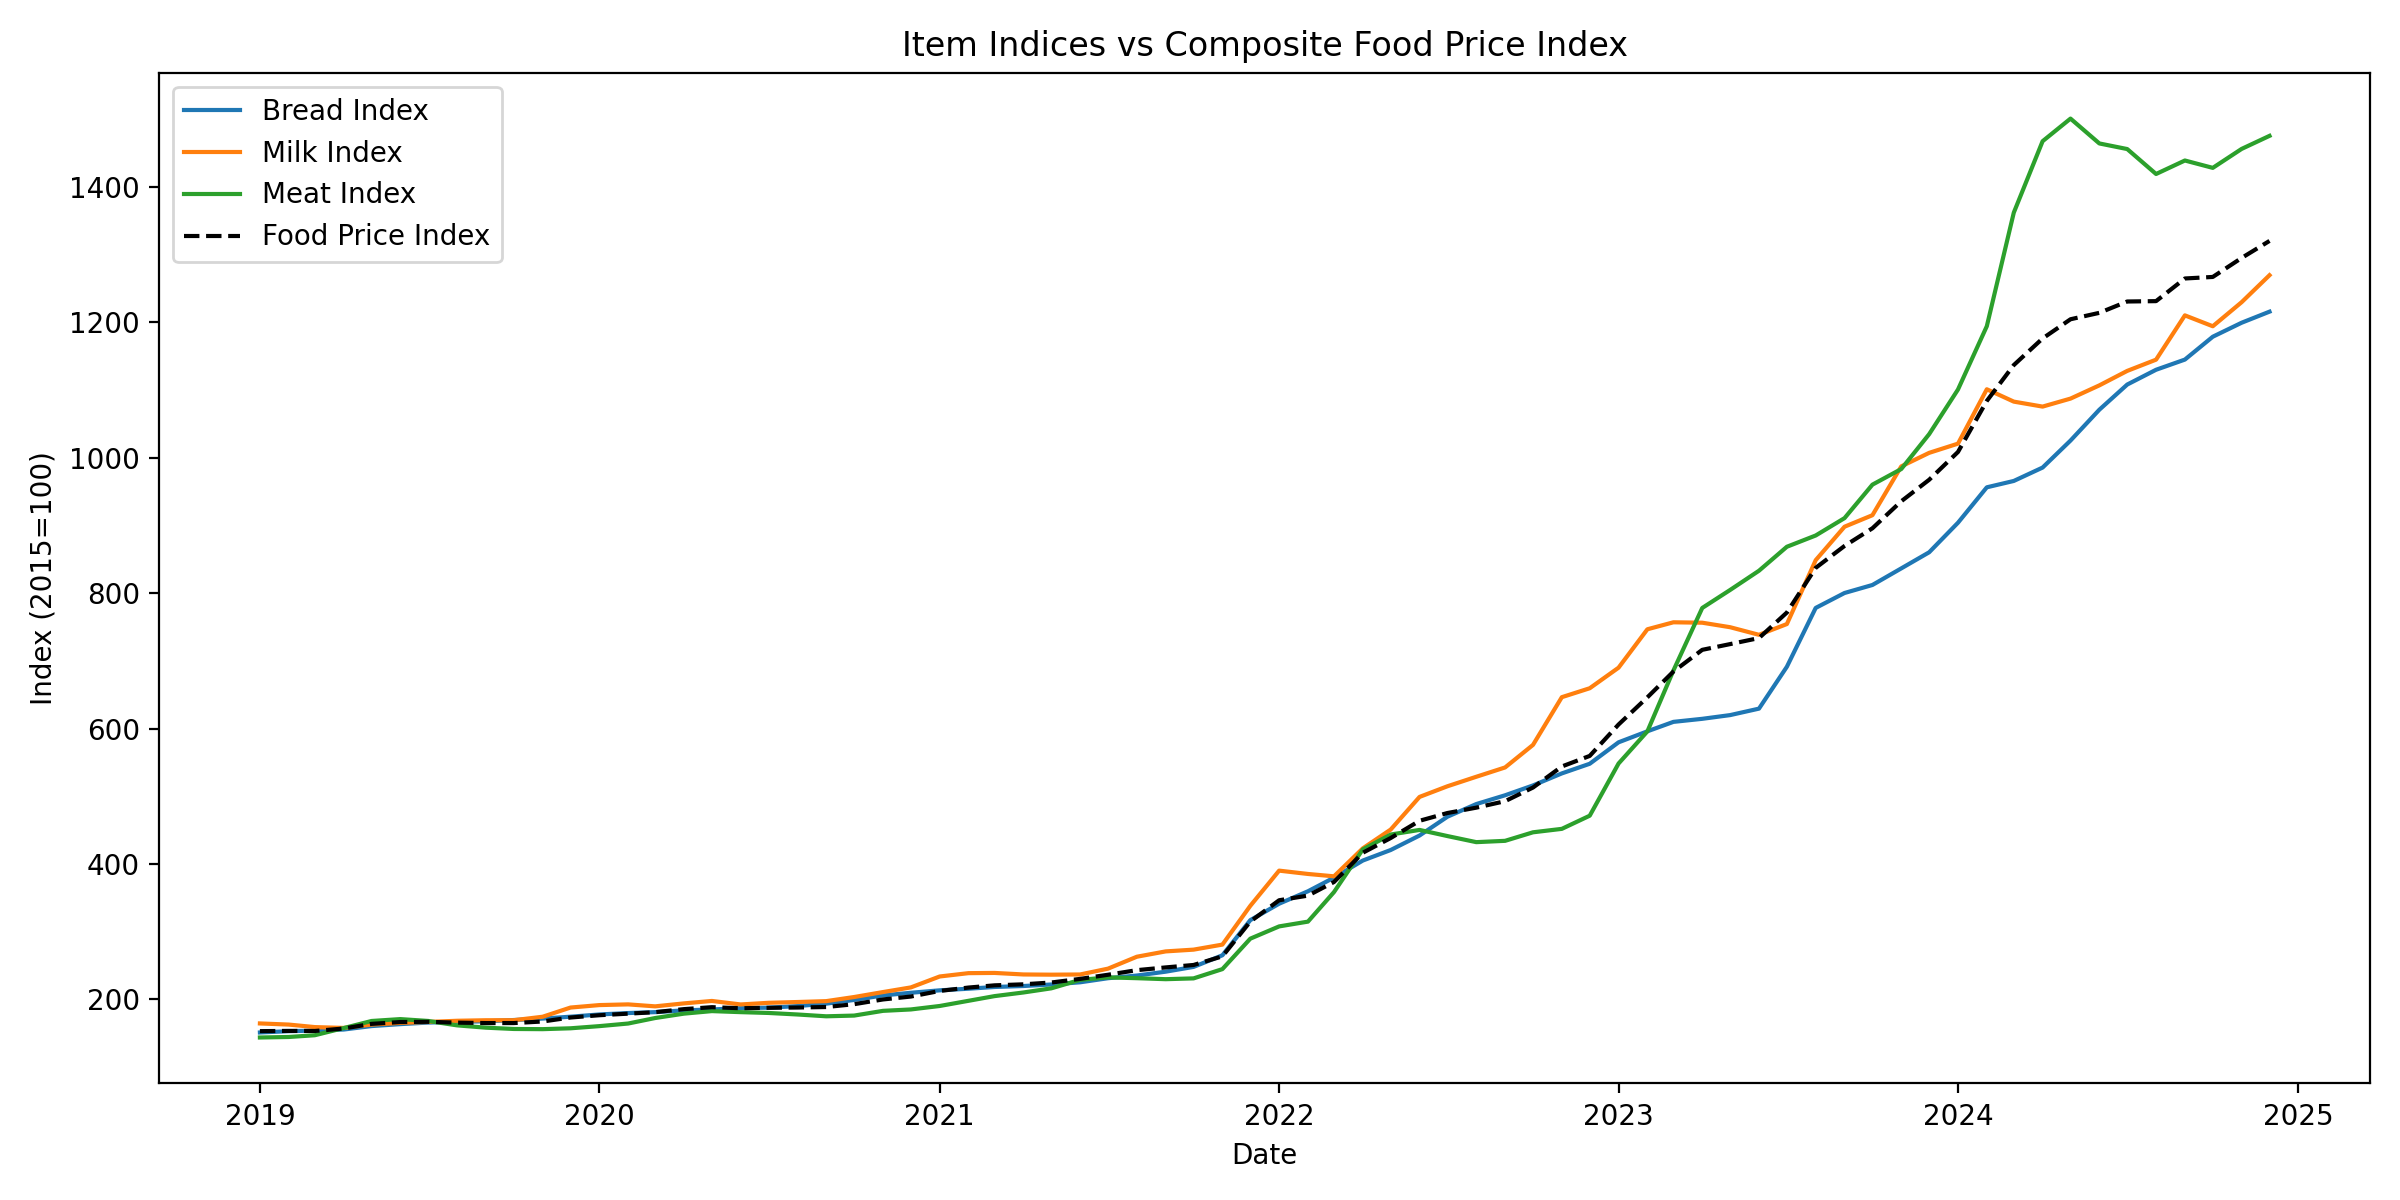 Item Indices vs Composite Food Price Index
Bread Index
Milk Index
Meat Index
Food Price Index
Index (2015=100)
1400
1200
1000
800
600
400
200
2019 2020 2021 2022 2023 2024 2025
Date